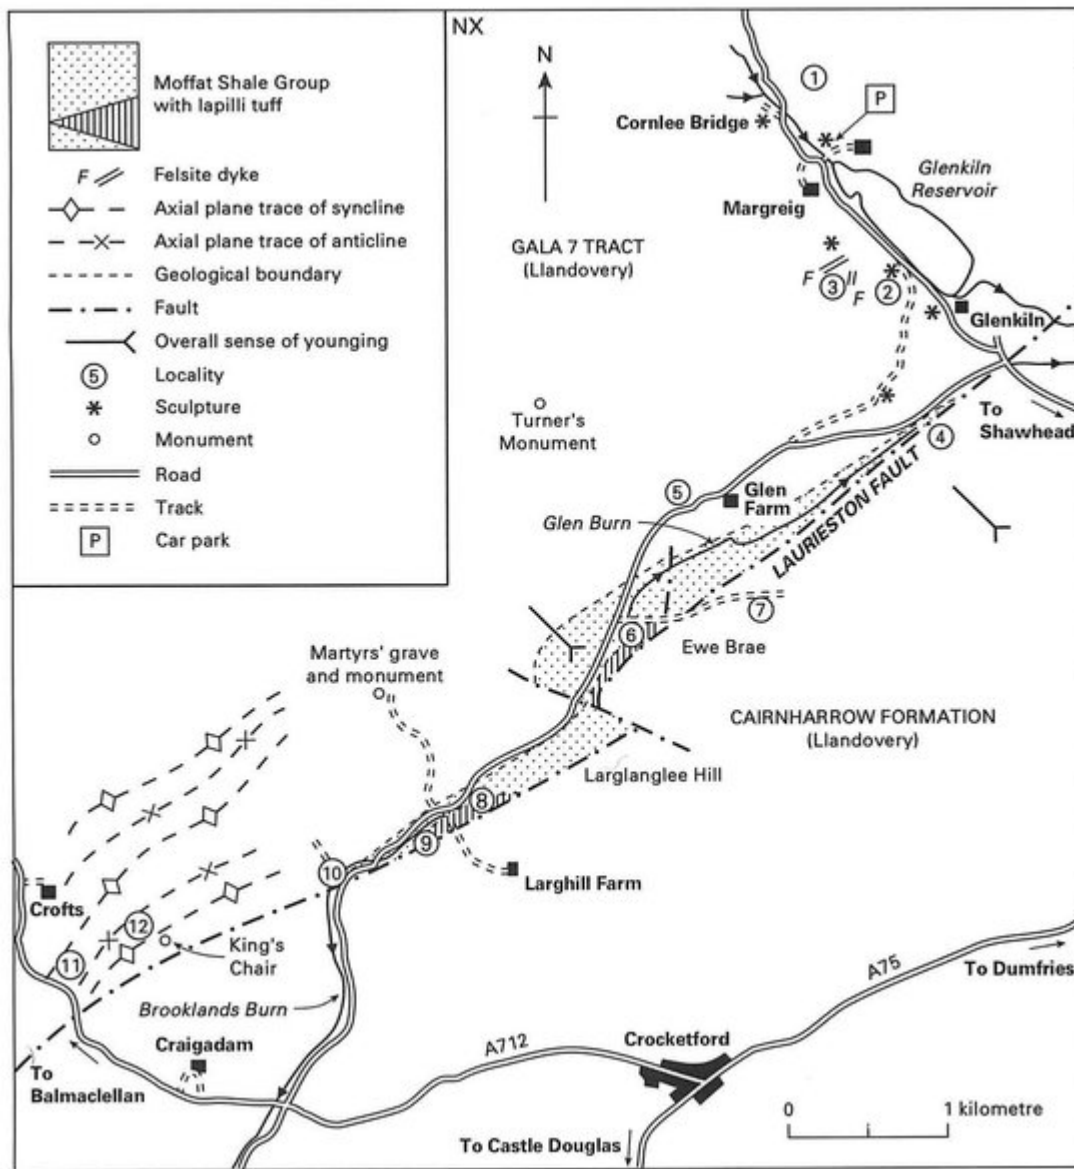 Moffat Shale Group
with lapilli tuff
F
Felsite dyke
Axial plane trace of syncline
Axial plane trace of anticline
Geological boundary
Fault
Overall sense of younging
5
Locality
Sculpture
Monument
Road
Track
P
Car park
NX
N
1
P
Cornlee Bridge
Glenkiln
Reservoir
Margreig
GALA 7 TRACT
(Llandovery)
F
3
F
2
Glenkiln
Turner's
Monument
To
Shawhead
4
5
Glen
Farm
Glen Burn
LAURIESTON FAULT
7
6
Ewe Brae
Martyrs' grave
and monument
CAIRNHARROW FORMATION
(Llandovery)
Larglanglee Hill
8
9
10
Larghill Farm
Crofts
12
11
King's
Chair
A75
To Dumfries
Brooklands Burn
Craigadam
A712
Crocketford
To
Balmaclellan
0
1 kilometre
To Castle Douglas